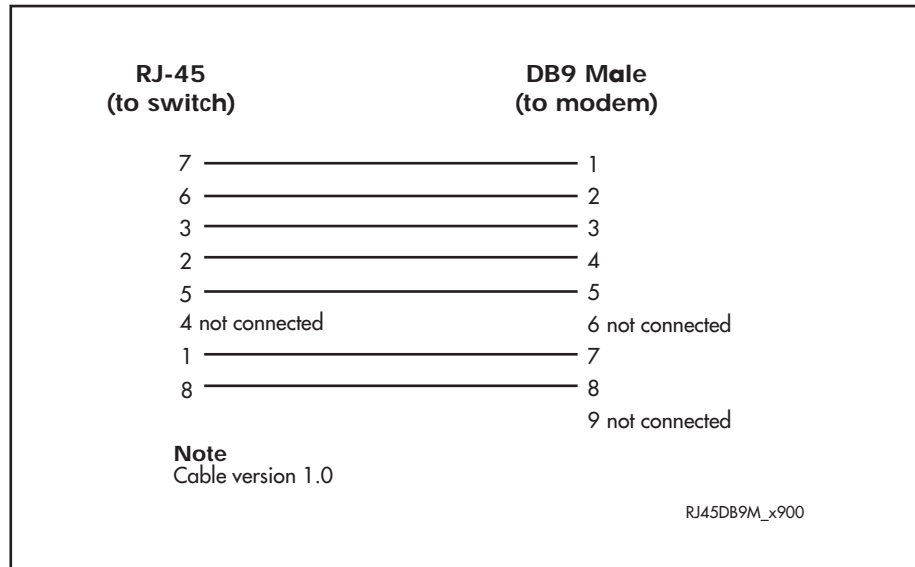 RJ-45 DB9 Male
(to switch) (to modem)
7 1
6 2
3 3
2 4
5 5
4 not connected 6 not connected
1 7
8 8
9 not connected
Note
Cable version 1.0
RJ45DB9M_x900